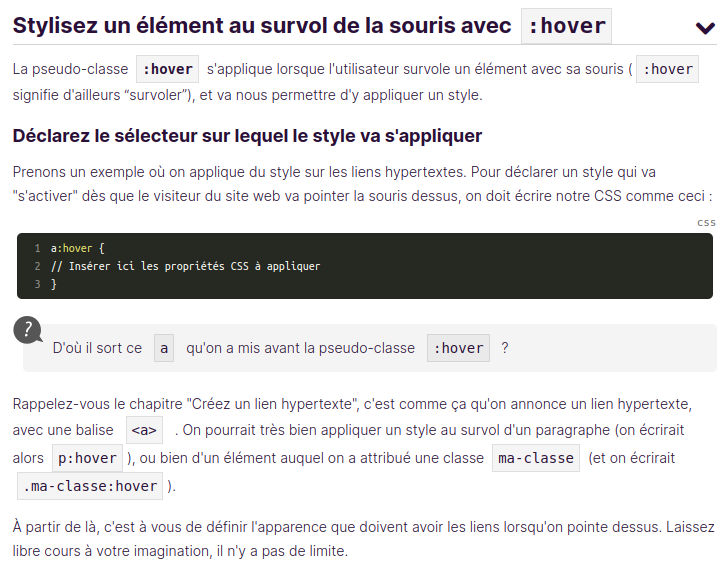 Stylisez un élément au survol de la souris avec :hover
La pseudo-classe :hover s'applique lorsque l'utilisateur survole un élément avec sa souris ( :hover
signifie d'ailleurs “survoler”), et va nous permettre d'y appliquer un style.
Déclarez le sélecteur sur lequel le style va s'appliquer
Prenons un exemple où on applique du style sur les liens hypertextes. Pour déclarer un style qui va
"s'activer" dès que le visiteur du site web va pointer la souris dessus, on doit écrire notre CSS comme ceci :
css
1 a:hover {
2 // Insérer ici les propriétés CSS à appliquer
3 }
?
D'où il sort ce a qu'on a mis avant la pseudo-classe :hover ?
Rappelez-vous le chapitre "Créez un lien hypertexte", c'est comme ça qu'on annonce un lien hypertexte,
avec une balise <a> . On pourrait très bien appliquer un style au survol d'un paragraphe (on écrirait
alors p:hover ), ou bien d'un élément auquel on a attribué une classe ma-classe (et on écrirait
.ma-classe:hover ).
À partir de là, c'est à vous de définir l'apparence que doivent avoir les liens lorsqu'on pointe dessus. Laissez
libre cours à votre imagination, il n'y a pas de limite.